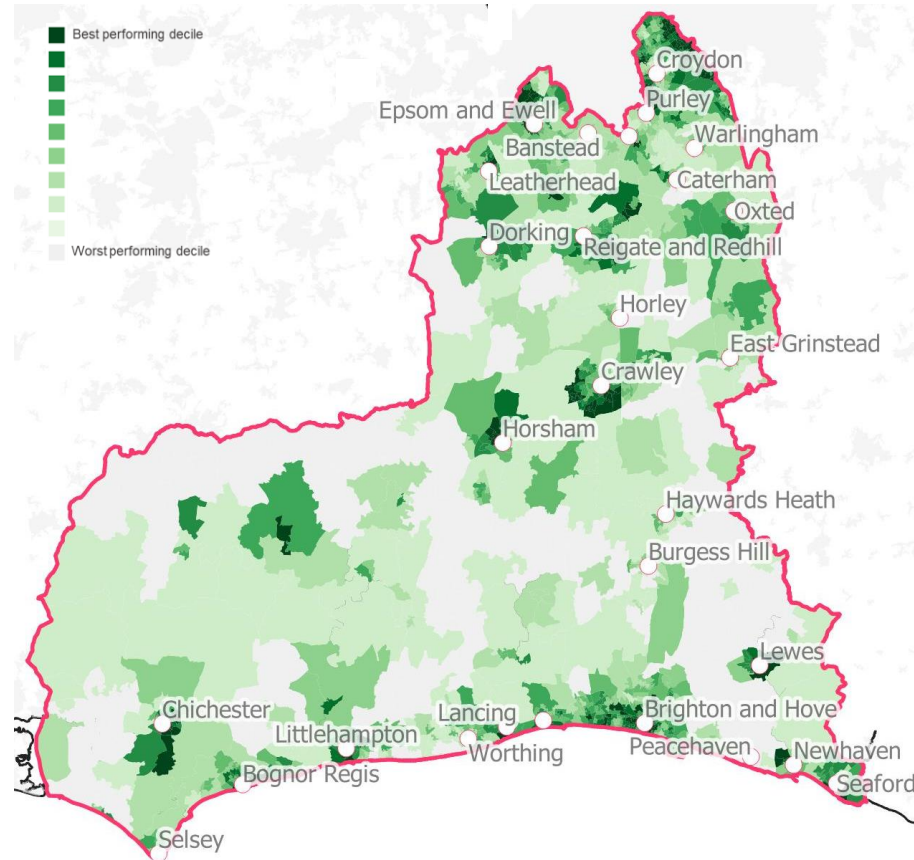 Best performing decile
Worst performing decile
Croydon
Epsom and Ewell
Purley
Banstead
Warlingham
Leatherhead
Caterham
Oxted
Dorking
Reigate and Redhill
Horley
East Grinstead
Crawley
Horsham
Haywards Heath
Burgess Hill
Lewes
Chichester
Lancing
Brighton and Hove
Littlehampton
Worthing
Peacehaven
Newhaven
Bognor Regis
Seaford
Selsey